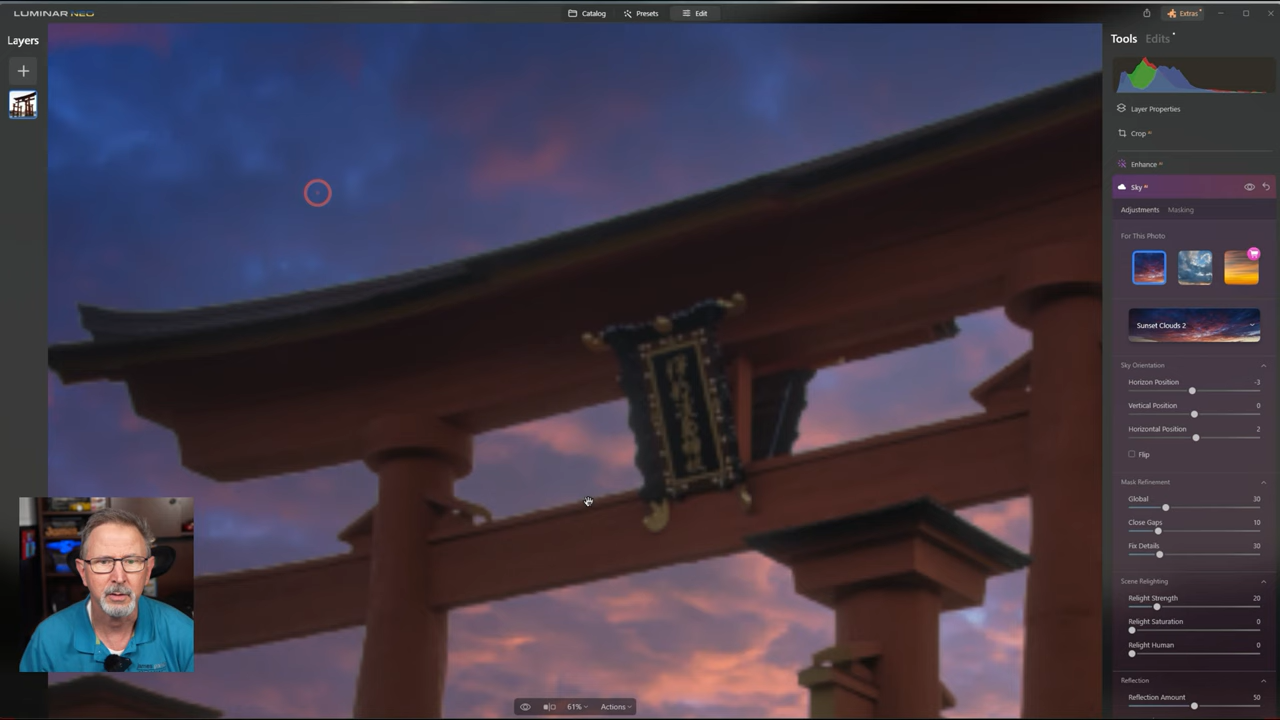 LUMINAR NEO
Catalog
Presets
Edit
Extras
Layers
Tools
Edits
Layer Properties
Crop AI
Enhance AI
Sky AI
Adjustments
Masking
For This Photo
Sunset Clouds 2
Sky Orientation
Horizon Position -3
Vertical Position 0
Horizontal Position 2
Flip
Mask Refinement
Global 30
Close Gaps 10
Fix Details 30
Scene Relighting
Relight Strength 20
Relight Saturation 0
Relight Human 0
Reflection
Reflection Amount 50
61%
Actions